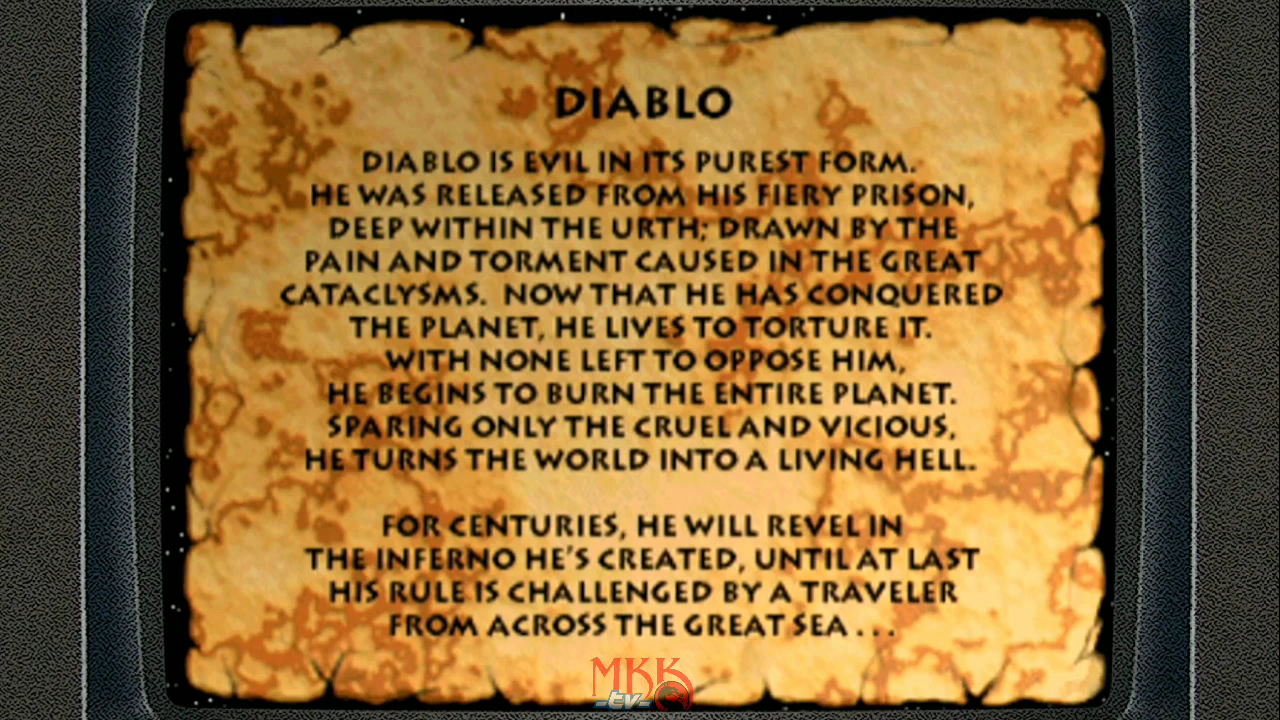 DIABLO
DIABLO IS EVIL IN ITS PUREST FORM.
HE WAS RELEASED FROM HIS FIERY PRISON,
DEEP WITHIN THE URTH; DRAWN BY THE
PAIN AND TORMENT CAUSED IN THE GREAT
CATACLYSMS. NOW THAT HE HAS CONQUERED
THE PLANET, HE LIVES TO TORTURE IT.
WITH NONE LEFT TO OPPOSE HIM,
HE BEGINS TO BURN THE ENTIRE PLANET.
SPARING ONLY THE CRUEL AND VICIOUS,
HE TURNS THE WORLD INTO A LIVING HELL.
FOR CENTURIES, HE WILL REVEL IN
THE INFERNO HE'S CREATED, UNTIL AT LAST
HIS RULE IS CHALLENGED BY A TRAVELER
FROM ACROSS THE GREAT SEA . . .
MKK
-tv-